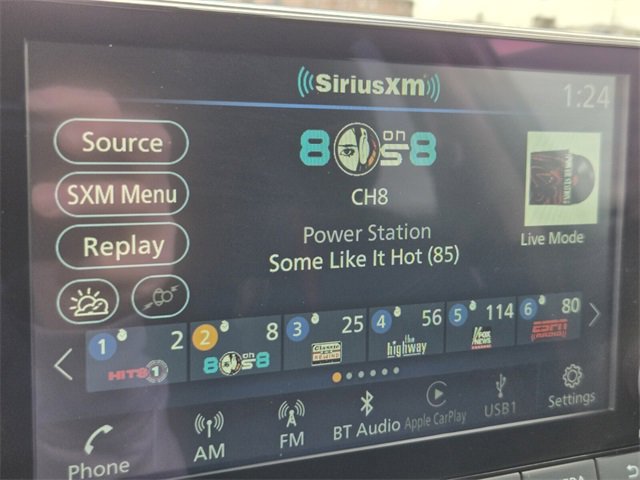 SiriusXM
1:24
Source
80s on 8
SXM Menu
CH8
Replay
Power Station
Live Mode
Some Like It Hot (85)
1 2 2 8 3 25 4 56 5 114 6 80
HITS 1
80s on 8
Classic
REWIND
the
highway
FOX
NEWS
ESPN
RADIO
Phone
AM
FM
BT Audio
Apple CarPlay
USB1
Settings